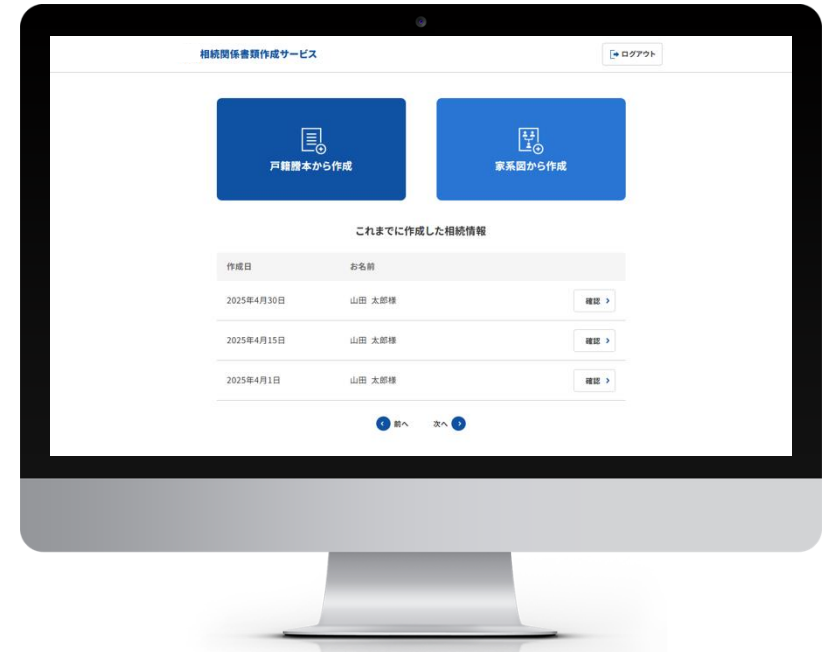 相続関係書類作成サービス
ログアウト
戸籍謄本から作成
家系図から作成
これまでに作成した相続情報
作成日 お名前
2025年4月30日 山田 太郎様 確認
2025年4月15日 山田 太郎様 確認
2025年4月1日 山田 太郎様 確認
前へ 次へ